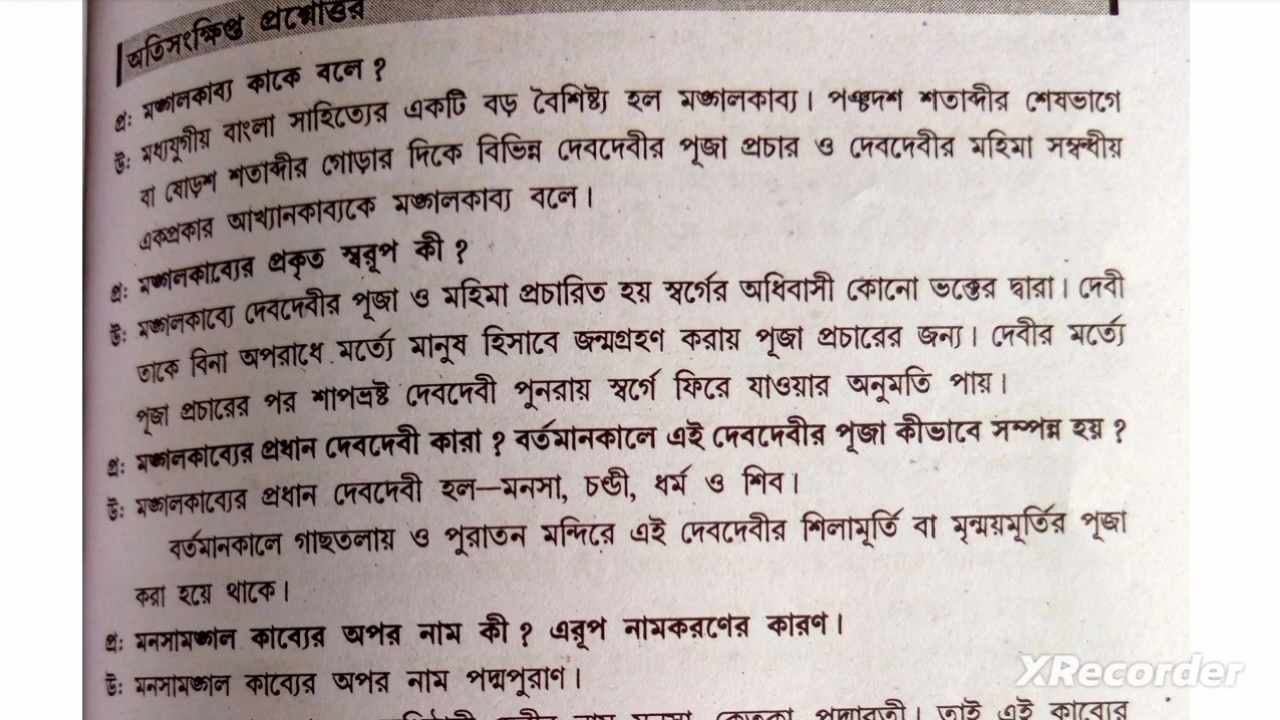 অতিসংক্ষিপ্ত প্রশ্নোত্তর
প্র: মঙ্গলকাব্য কাকে বলে ?
উ: মধ্যযুগীয় বাংলা সাহিত্যের একটি বড় বৈশিষ্ট্য হল মঙ্গলকাব্য। পঞ্চদশ শতাব্দীর শেষভাগে
বা ষোড়শ শতাব্দীর গোড়ার দিকে বিভিন্ন দেবদেবীর পূজা প্রচার ও দেবদেবীর মহিমা সম্বন্ধীয়
একপ্রকার আখ্যানকাব্যকে মঙ্গলকাব্য বলে।
প্র: মঙ্গলকাব্যের প্রকৃত স্বরূপ কী ?
উ: মঙ্গলকাব্যে দেবদেবীর পূজা ও মহিমা প্রচারিত হয় স্বর্গের অধিবাসী কোনো ভক্তের দ্বারা। দেবী
তাকে বিনা অপরাধে মর্ত্যে মানুষ হিসাবে জন্মগ্রহণ করায় পূজা প্রচারের জন্য। দেবীর মর্ত্যে
পূজা প্রচারের পর শাপভ্রষ্ট দেবদেবী পুনরায় স্বর্গে ফিরে যাওয়ার অনুমতি পায়।
প্র: মঙ্গলকাব্যের প্রধান দেবদেবী কারা ? বর্তমানকালে এই দেবদেবীর পূজা কীভাবে সম্পন্ন হয় ?
উ: মঙ্গলকাব্যের প্রধান দেবদেবী হল—মনসা, চণ্ডী, ধর্ম ও শিব।
বর্তমানকালে গাছতলায় ও পুরাতন মন্দিরে এই দেবদেবীর শিলামূর্তি বা মৃন্ময়মূর্তির পূজা
করা হয়ে থাকে।
প্র: মনসামঙ্গল কাব্যের অপর নাম কী ? এরূপ নামকরণের কারণ।
উ: মনসামঙ্গল কাব্যের অপর নাম পদ্মপুরাণ।
নাম মনসা, কেতকা, পদ্মাবতী। তাই এই কাব্যের
XRecorder